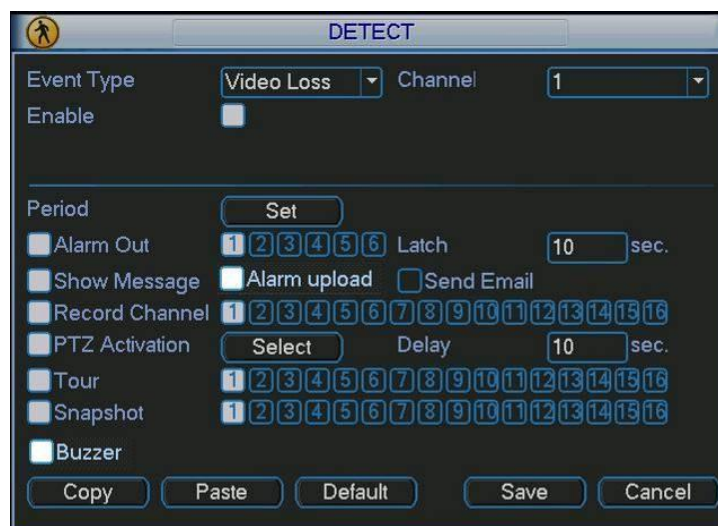 DETECT
Event Type Video Loss Channel 1
Enable
Period Set
Alarm Out 1 2 3 4 5 6 Latch 10 sec.
Show Message Alarm upload Send Email
Record Channel 1 2 3 4 5 6 7 8 9 10 11 12 13 14 15 16
PTZ Activation Select Delay 10 sec.
Tour 1 2 3 4 5 6 7 8 9 10 11 12 13 14 15 16
Snapshot 1 2 3 4 5 6 7 8 9 10 11 12 13 14 15 16
Buzzer
Copy Paste Default Save Cancel